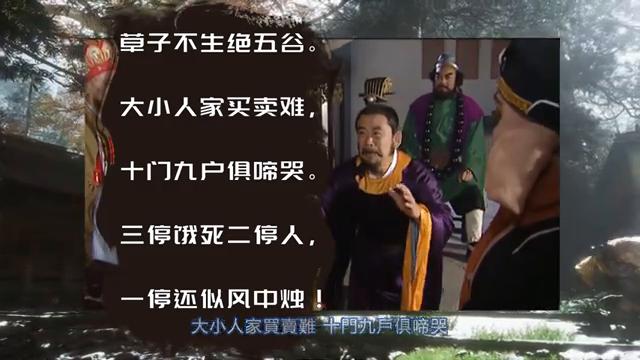 草子不生绝五谷。
大小人家买卖难，
十门九户俱啼哭。
三停饿死二停人，
一停还似风中烛！
大小人家買賣難 十門九戶俱啼哭